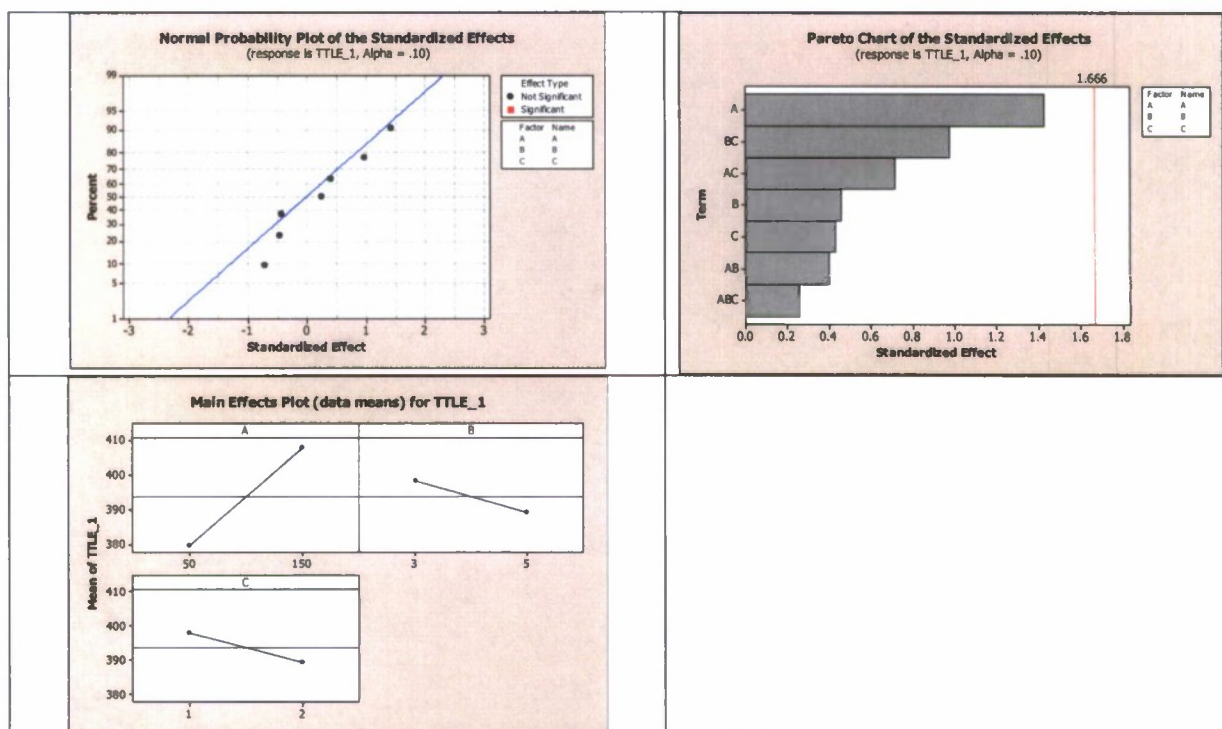 Normal Probability Plot of the Standardized Effects
(response is TTLE_1, Alpha = .10)
99
95
90
80
70
60
50
40
30
20
10
5
1
Percent
-3 -2 -1 0 1 2 3
Standardized Effect
Effect Type
Not Significant
Significant
Factor Name
A A
B B
C C
Pareto Chart of the Standardized Effects
(response is TTLE_1, Alpha = .10)
1.666
A
BC
AC
B
C
AB
ABC
Term
0.0 0.2 0.4 0.6 0.8 1.0 1.2 1.4 1.6 1.8
Standardized Effect
Factor Name
A A
B B
C C
Main Effects Plot (data means) for TTLE_1
Mean of TTLE_1
A B
410
400
390
380
50 150 3 5
C
410
400
390
380
1 2